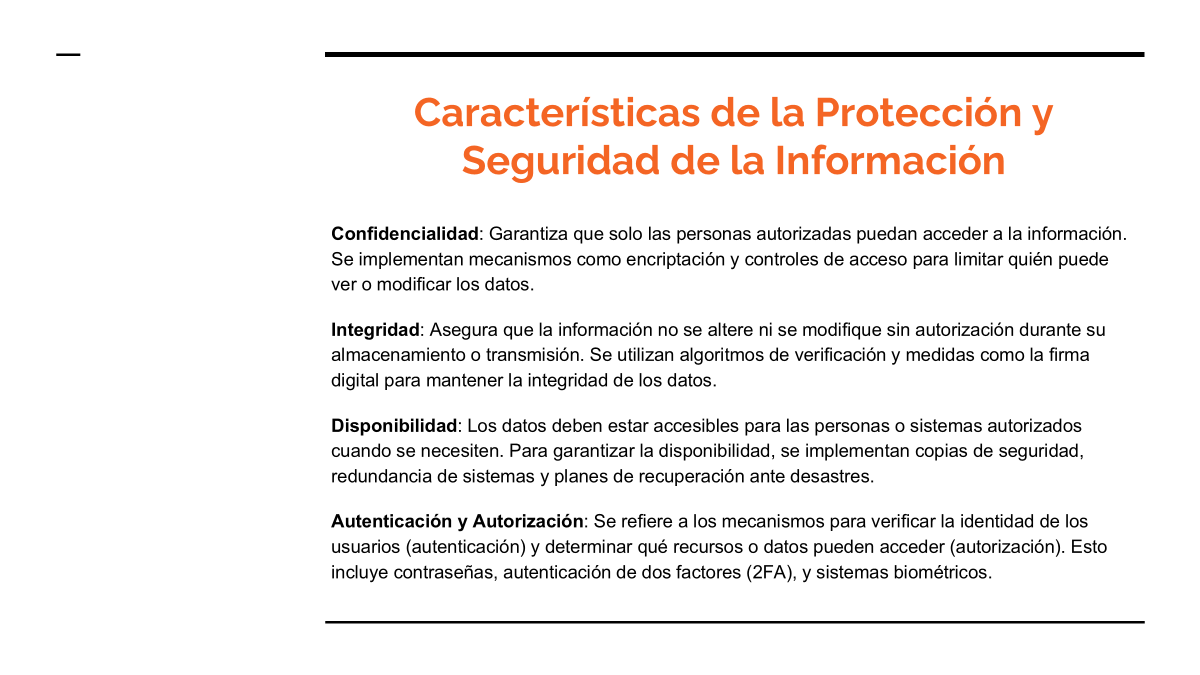 Características de la Protección y
Seguridad de la Información
Confidencialidad: Garantiza que solo las personas autorizadas puedan acceder a la información.
Se implementan mecanismos como encriptación y controles de acceso para limitar quién puede
ver o modificar los datos.
Integridad: Asegura que la información no se altere ni se modifique sin autorización durante su
almacenamiento o transmisión. Se utilizan algoritmos de verificación y medidas como la firma
digital para mantener la integridad de los datos.
Disponibilidad: Los datos deben estar accesibles para las personas o sistemas autorizados
cuando se necesiten. Para garantizar la disponibilidad, se implementan copias de seguridad,
redundancia de sistemas y planes de recuperación ante desastres.
Autenticación y Autorización: Se refiere a los mecanismos para verificar la identidad de los
usuarios (autenticación) y determinar qué recursos o datos pueden acceder (autorización). Esto
incluye contraseñas, autenticación de dos factores (2FA), y sistemas biométricos.